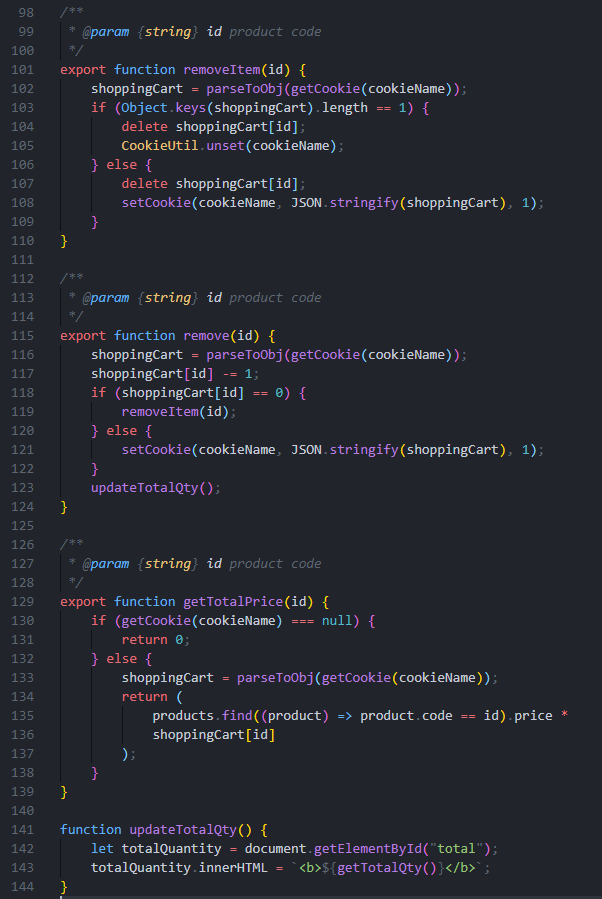 98 /**
99  * @param {string} id product code
100  */
101 export function removeItem(id) {
102     shoppingCart = parseToObj(getCookie(cookieName));
103     if (Object.keys(shoppingCart).length == 1) {
104         delete shoppingCart[id];
105         CookieUtil.unset(cookieName);
106     } else {
107         delete shoppingCart[id];
108         setCookie(cookieName, JSON.stringify(shoppingCart), 1);
109     }
110 }
111
112 /**
113  * @param {string} id product code
114  */
115 export function remove(id) {
116     shoppingCart = parseToObj(getCookie(cookieName));
117     shoppingCart[id] -= 1;
118     if (shoppingCart[id] == 0) {
119         removeItem(id);
120     } else {
121         setCookie(cookieName, JSON.stringify(shoppingCart), 1);
122     }
123     updateTotalQty();
124 }
125
126 /**
127  * @param {string} id product code
128  */
129 export function getTotalPrice(id) {
130     if (getCookie(cookieName) === null) {
131         return 0;
132     } else {
133         shoppingCart = parseToObj(getCookie(cookieName));
134         return (
135             products.find((product) => product.code == id).price *
136             shoppingCart[id]
137         );
138     }
139 }
140
141 function updateTotalQty() {
142     let totalQuantity = document.getElementById("total");
143     totalQuantity.innerHTML = `<b>${getTotalQty()}</b>`;
144 }